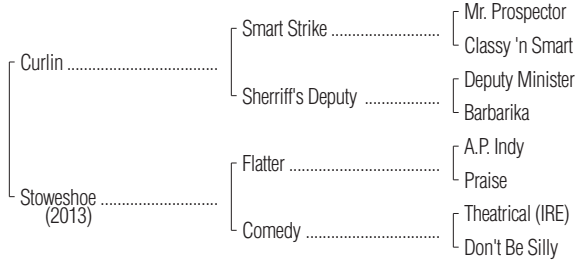 Mr. Prospector
Smart Strike ..............................
Classy 'n Smart
Curlin ..........................................
Deputy Minister
Sherriff's Deputy .....................
Barbarika
A.P. Indy
Flatter ..........................................
Praise
Stoweshoe .................................
(2013)
Theatrical (IRE)
Comedy .....................................
Don't Be Silly